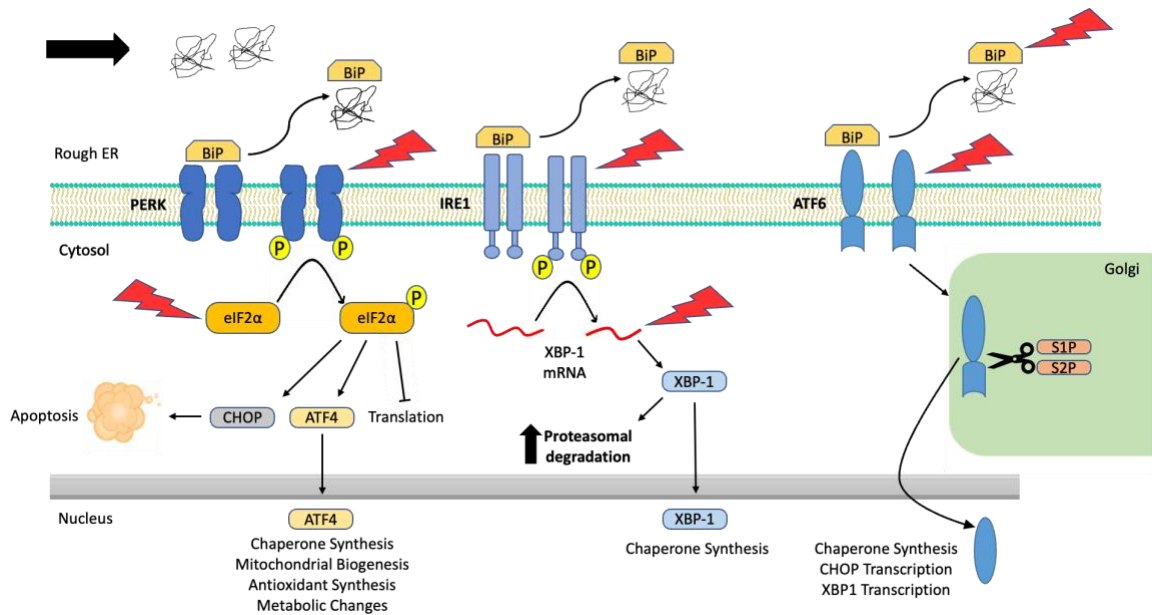 BiP
BiP
BiP
Rough ER
BiP
BiP
BiP
PERK
IRE1
ATF6
Cytosol
P
P
P
P
Golgi
eIF2α
eIF2α
P
XBP-1
mRNA
S1P
S2P
XBP-1
Apoptosis
CHOP
ATF4
Translation
Proteasomal
degradation
Nucleus
ATF4
XBP-1
Chaperone Synthesis
Mitochondrial Biogenesis
Antioxidant Synthesis
Metabolic Changes
Chaperone Synthesis
Chaperone Synthesis
CHOP Transcription
XBP1 Transcription